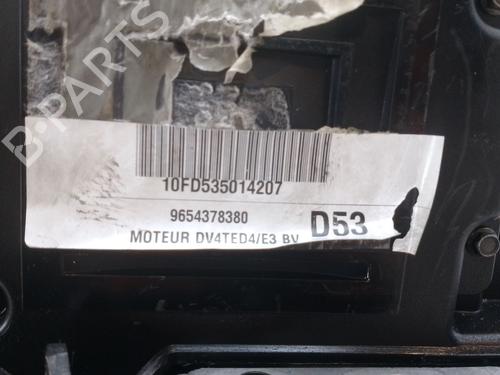 B-PARTS
10FD535014207
9654378380 D53
MOTEUR DV4TED4/E3 BV